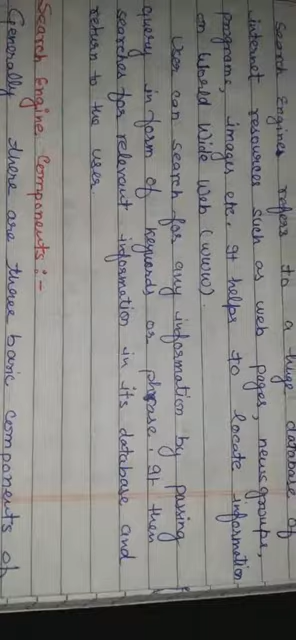 Search Engines refers to a huge database of
internet resources such as web pages, newsgroups,
programs, images etc. It helps to locate information
on World Wide Web (WWW).
User can search for any information by passing
query in form of keywords or phrase. It then
searches for relevant information in its database and
return to the user.
Search Engine Components :-
Generally there are three basic components of